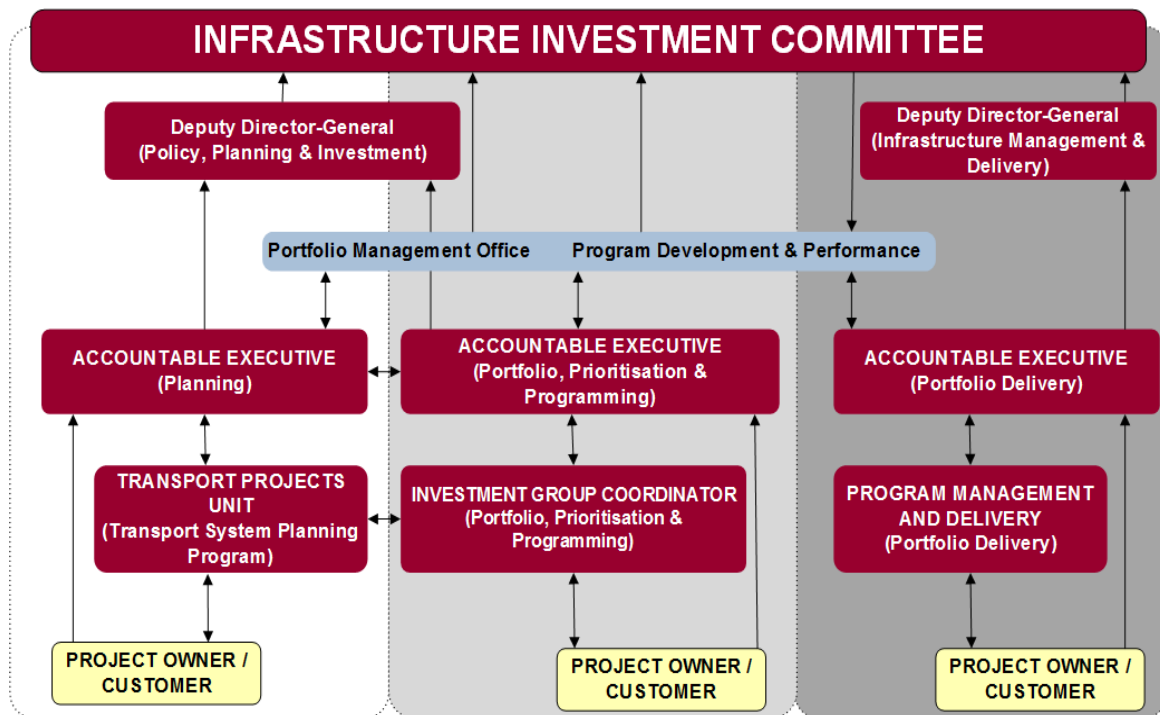 INFRASTRUCTURE INVESTMENT COMMITTEE
Deputy Director-General
(Policy, Planning & Investment)
Deputy Director-General
(Infrastructure Management &
Delivery)
Portfolio Management Office
Program Development & Performance
ACCOUNTABLE EXECUTIVE
(Planning)
ACCOUNTABLE EXECUTIVE
(Portfolio, Prioritisation &
Programming)
ACCOUNTABLE EXECUTIVE
(Portfolio Delivery)
TRANSPORT PROJECTS
UNIT
(Transport System Planning
Program)
INVESTMENT GROUP COORDINATOR
(Portfolio, Prioritisation &
Programming)
PROGRAM MANAGEMENT
AND DELIVERY
(Portfolio Delivery)
PROJECT OWNER /
CUSTOMER
PROJECT OWNER /
CUSTOMER
PROJECT OWNER /
CUSTOMER